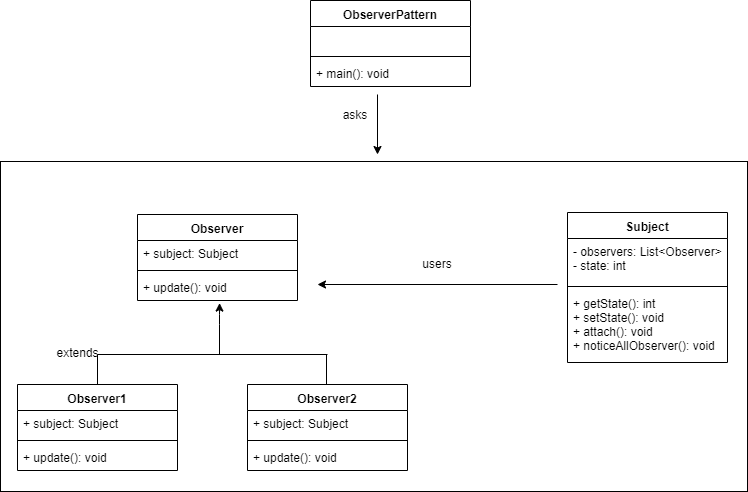 ObserverPattern
+ main(): void
asks
Observer
+ subject: Subject
+ update(): void
users
Subject
- observers: List<Observer>
- state: int
+ getState(): int
+ setState(): void
+ attach(): void
+ noticeAllObserver(): void
extends
Observer1
+ subject: Subject
+ update(): void
Observer2
+ subject: Subject
+ update(): void